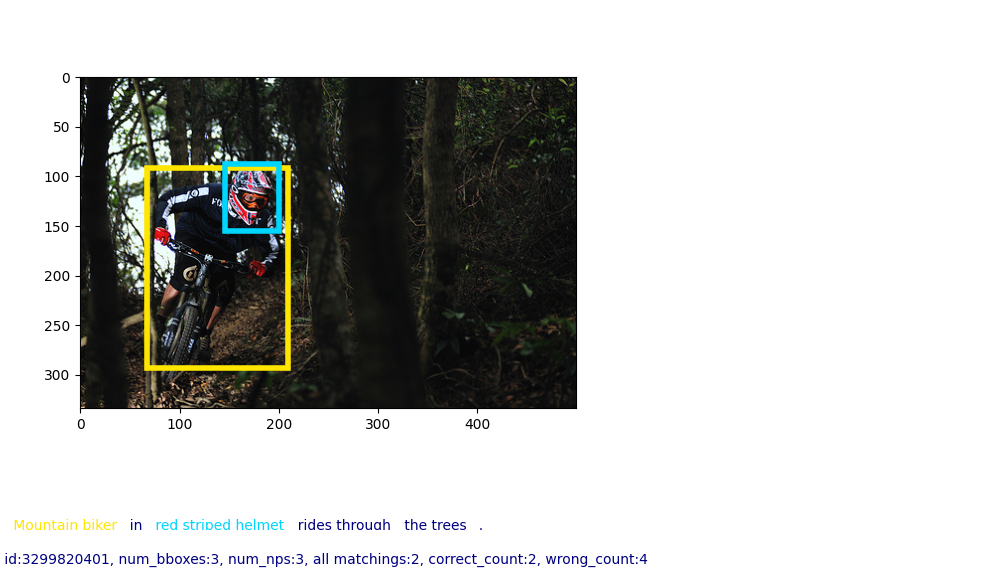 0
50
100
150
200
250
300
0 100 200 300 400
Mountain biker in red striped helmet rides through the trees .
id:3299820401, num_bboxes:3, num_nps:3, all matchings:2, correct_count:2, wrong_count:4